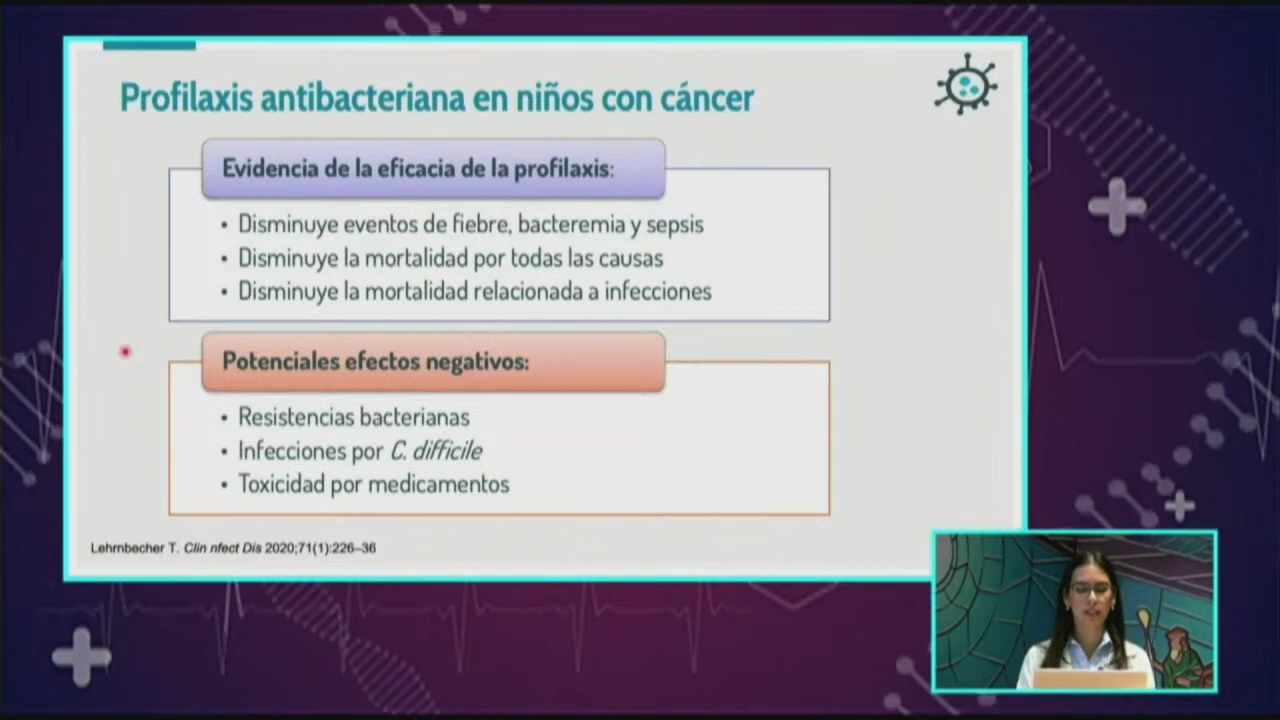 Profilaxis antibacteriana en niños con cáncer
Evidencia de la eficacia de la profilaxis:
• Disminuye eventos de fiebre, bacteremia y sepsis
• Disminuye la mortalidad por todas las causas
• Disminuye la mortalidad relacionada a infecciones
Potenciales efectos negativos:
• Resistencias bacterianas
• Infecciones por C. difficile
• Toxicidad por medicamentos
Lehrnbecher T. Clin nfect Dis 2020;71(1):226–36